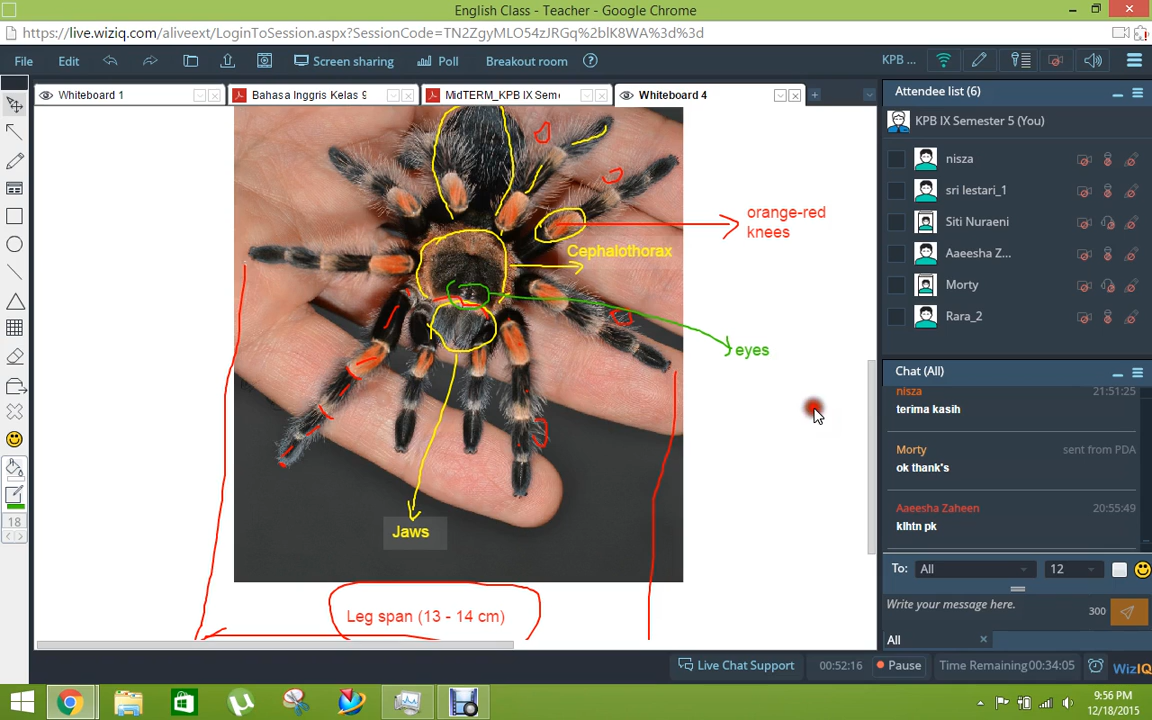 English Class - Teacher - Google Chrome
https://live.wiziq.com/aliveext/LoginToSession.aspx?SessionCode=TN2ZgyMLO54zJRGq%2blK8WA%3d%3d
File Edit Screen sharing Poll Breakout room KPB ...
Whiteboard 1 Bahasa Inggris Kelas 9 MidTERM_KPB IX Sem Whiteboard 4
Attendee list (6)
KPB IX Semester 5 (You)
nisza
sri lestari_1
Siti Nuraeni
Aaeesha Z...
Morty
Rara_2
orange-red
knees
Cephalothorax
eyes
Jaws
Leg span (13 - 14 cm)
18
Chat (All)
nisza 21:51:25
terima kasih
Morty sent from PDA
ok thank's
Aaeesha Zaheen 20:55:49
klhtn pk
To: All 12
Write your message here. 300
All
Live Chat Support 00:52:16 Pause Time Remaining 00:34:05 WizIQ
9:56 PM
12/18/2015